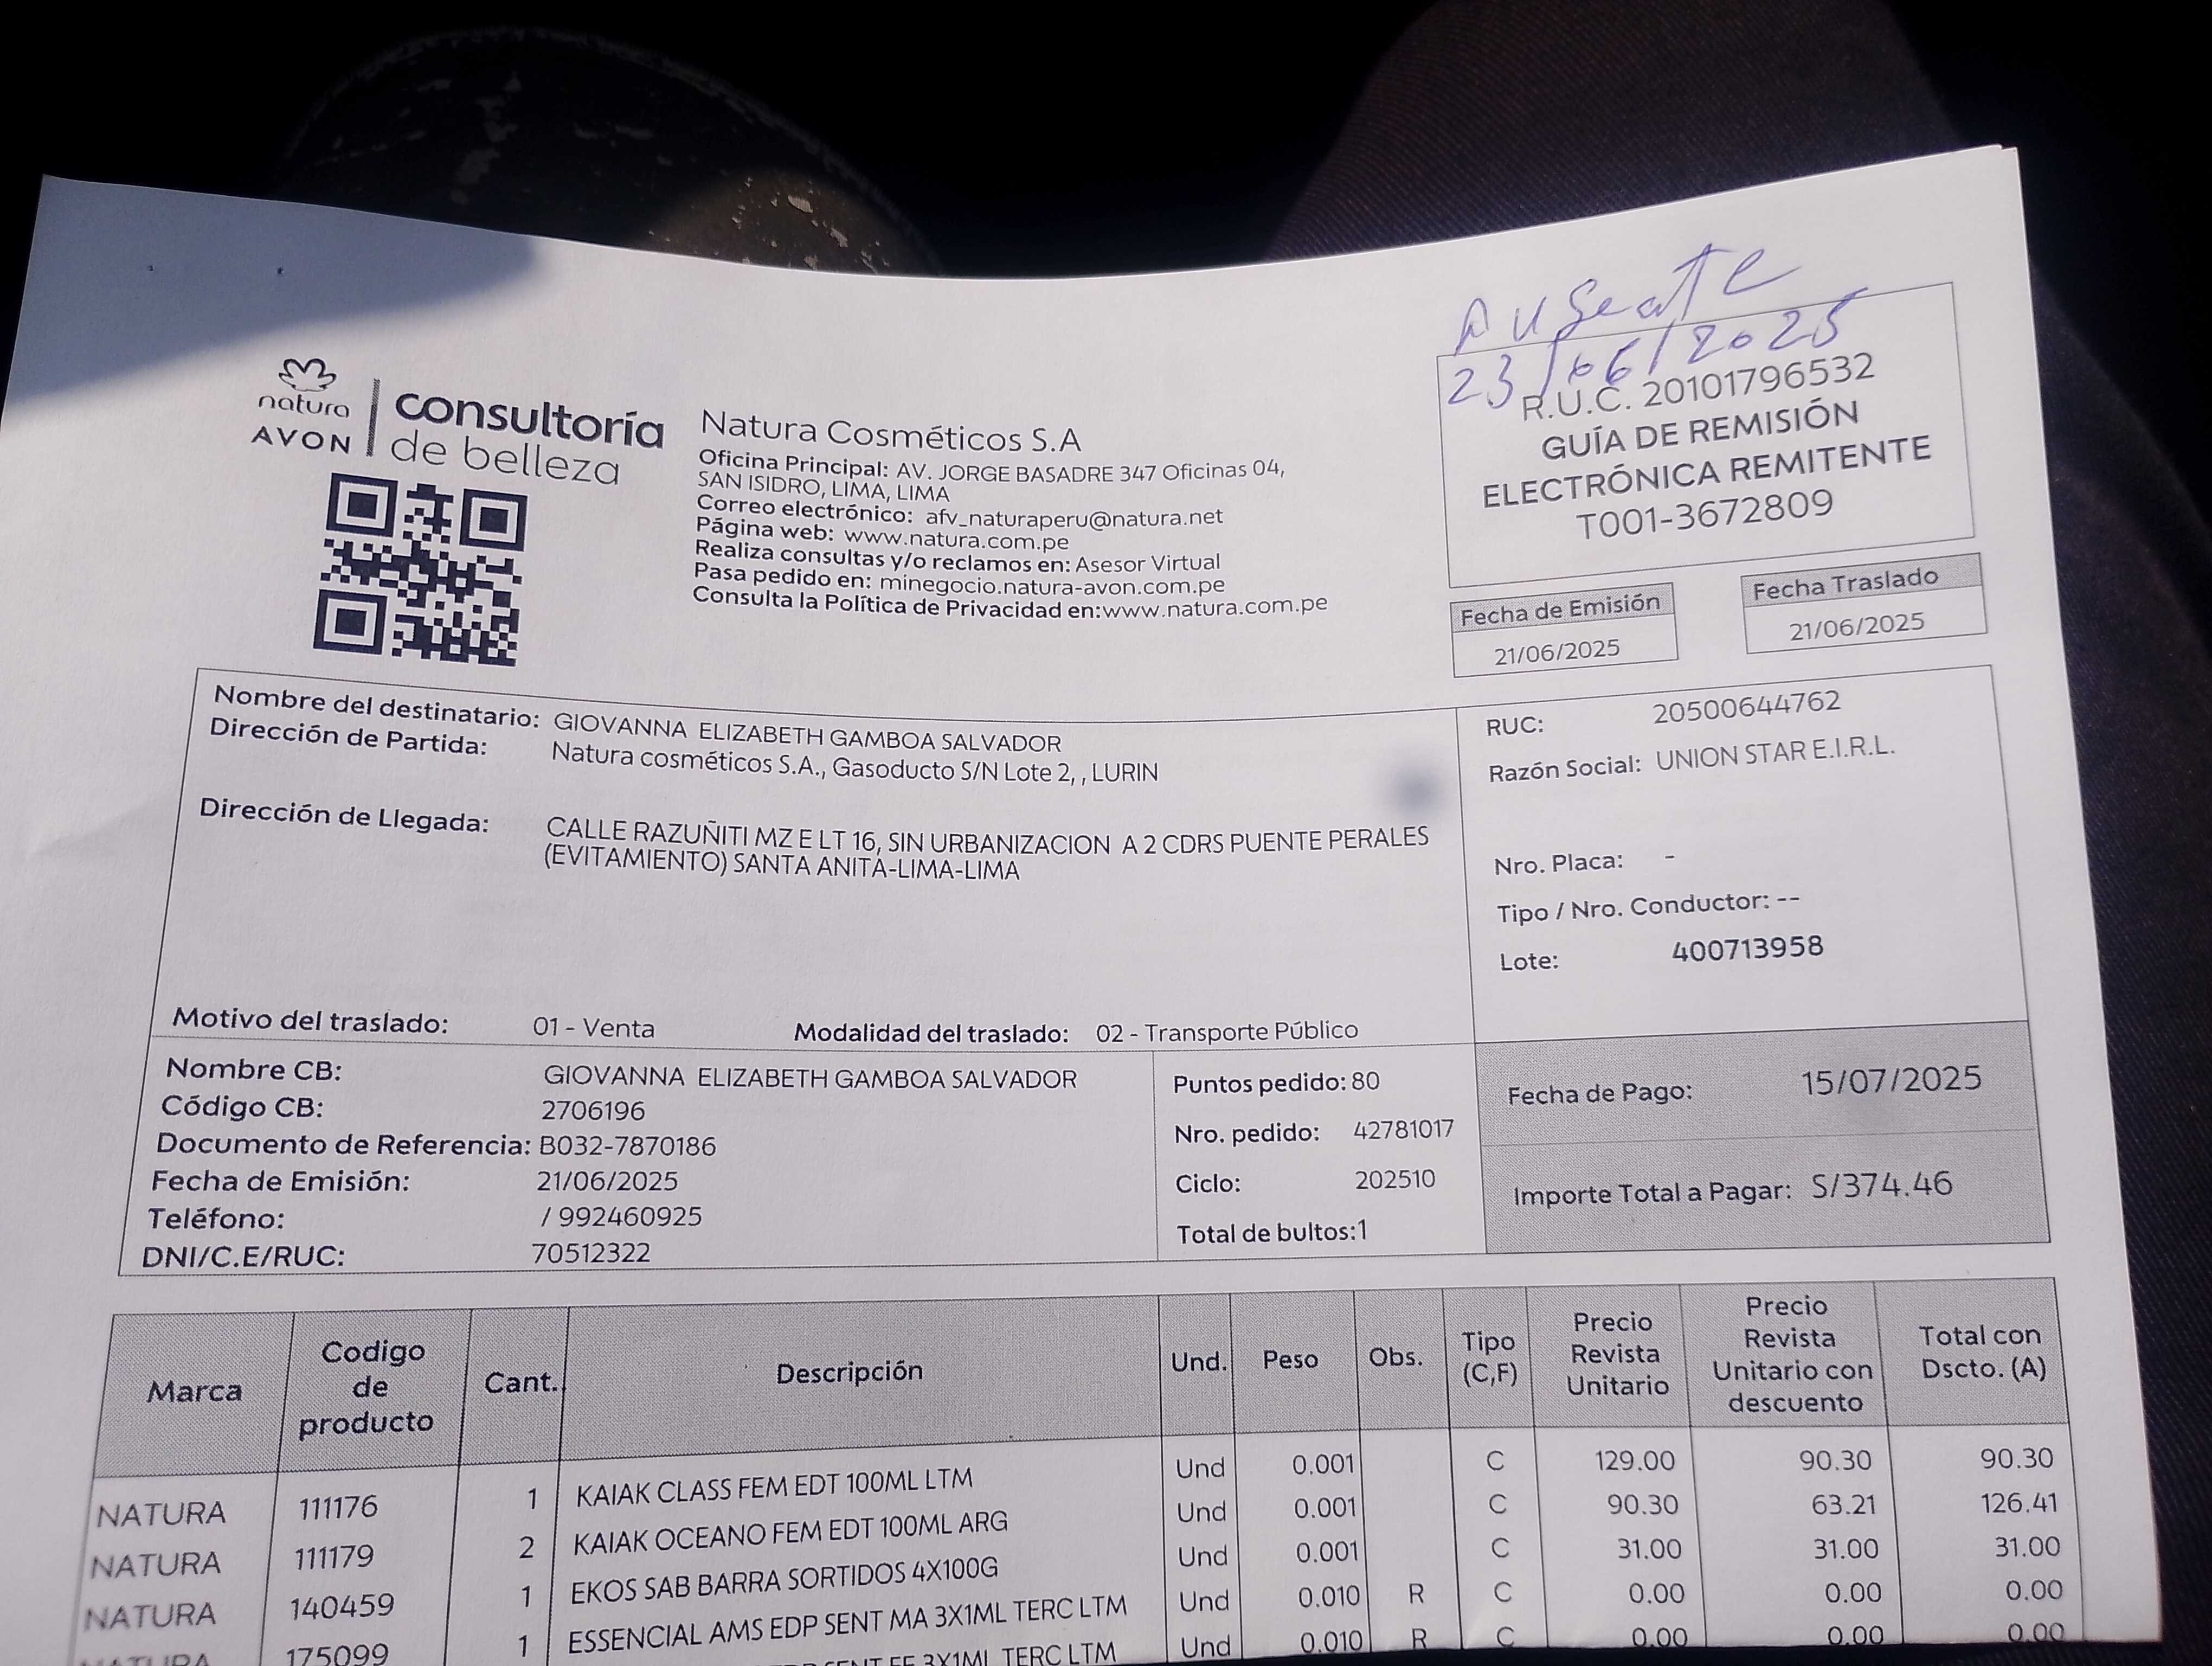 Ausente
23/06/2025
natura
AVON
consultoría
de belleza
Natura Cosméticos S.A
Oficina Principal: AV. JORGE BASADRE 347 Oficinas 04,
SAN ISIDRO, LIMA, LIMA
Correo electrónico: afv_naturaperu@natura.net
Página web: www.natura.com.pe
Realiza consultas y/o reclamos en: Asesor Virtual
Pasa pedido en: minegocio.natura-avon.com.pe
Consulta la Política de Privacidad en:www.natura.com.pe
R.U.C. 20101796532
GUÍA DE REMISIÓN
ELECTRÓNICA REMITENTE
T001-3672809
Fecha de Emisión
21/06/2025
Fecha Traslado
21/06/2025
Nombre del destinatario: GIOVANNA ELIZABETH GAMBOA SALVADOR
Dirección de Partida: Natura cosméticos S.A., Gasoducto S/N Lote 2, , LURIN
Dirección de Llegada: CALLE RAZUÑITI MZ E LT 16, SIN URBANIZACION A 2 CDRS PUENTE PERALES
(EVITAMIENTO) SANTA ANITA-LIMA-LIMA
Motivo del traslado: 01 - Venta Modalidad del traslado: 02 - Transporte Público
RUC: 20500644762
Razón Social: UNION STAR E.I.R.L.
Nro. Placa: -
Tipo / Nro. Conductor: --
Lote: 400713958
Nombre CB: GIOVANNA ELIZABETH GAMBOA SALVADOR
Código CB: 2706196
Documento de Referencia: B032-7870186
Fecha de Emisión: 21/06/2025
Teléfono: / 992460925
DNI/C.E/RUC: 70512322
Puntos pedido: 80
Nro. pedido: 42781017
Ciclo: 202510
Total de bultos:1
Fecha de Pago: 15/07/2025
Importe Total a Pagar: S/374.46
Marca Codigo de producto Cant. Descripción Und. Peso Obs. Tipo (C,F) Precio Revista Unitario Precio Revista Unitario con descuento Total con Dscto. (A)
NATURA 111176 1 KAIAK CLASS FEM EDT 100ML LTM Und 0.001 C 129.00 90.30 90.30
NATURA 111179 2 KAIAK OCEANO FEM EDT 100ML ARG Und 0.001 C 90.30 63.21 126.41
NATURA 140459 1 EKOS SAB BARRA SORTIDOS 4X100G Und 0.001 C 31.00 31.00 31.00
NATURA 175099 1 ESSENCIAL AMS EDP SENT MA 3X1ML TERC LTM Und 0.010 R C 0.00 0.00 0.00
SENT FE 3X1ML TERC LTM Und 0.010 R C 0.00 0.00 0.00